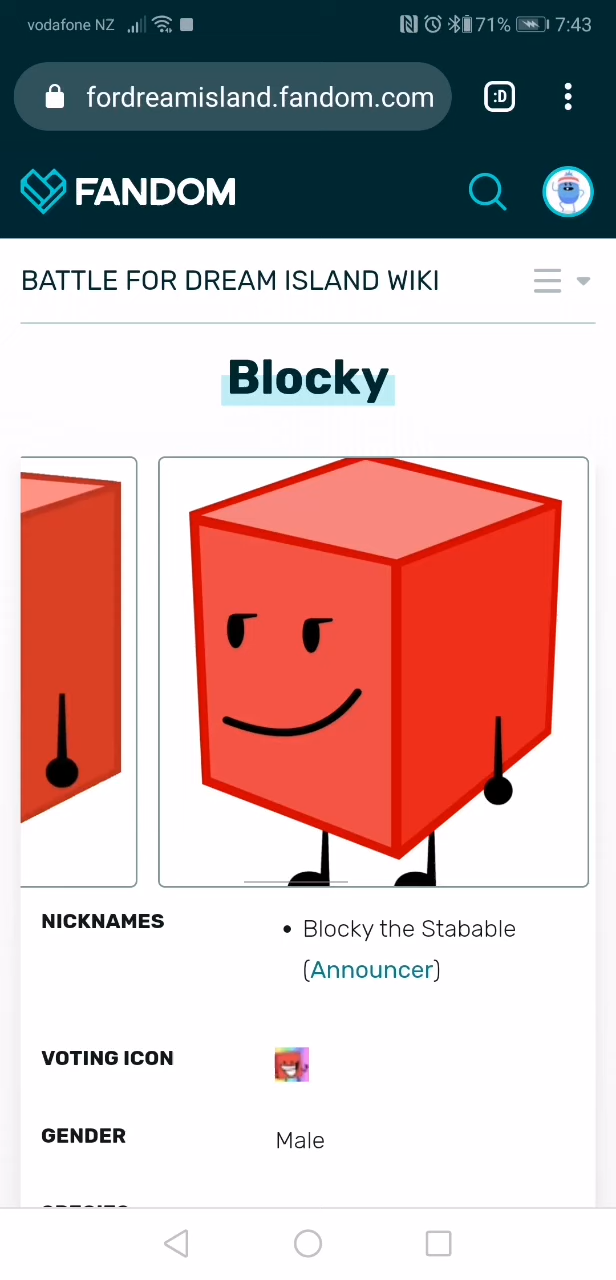 vodafone NZ 71% 7:43
fordreamisland.fandom.com :D
FANDOM
BATTLE FOR DREAM ISLAND WIKI
Blocky
NICKNAMES
• Blocky the Stabable
(Announcer)
VOTING ICON
GENDER Male